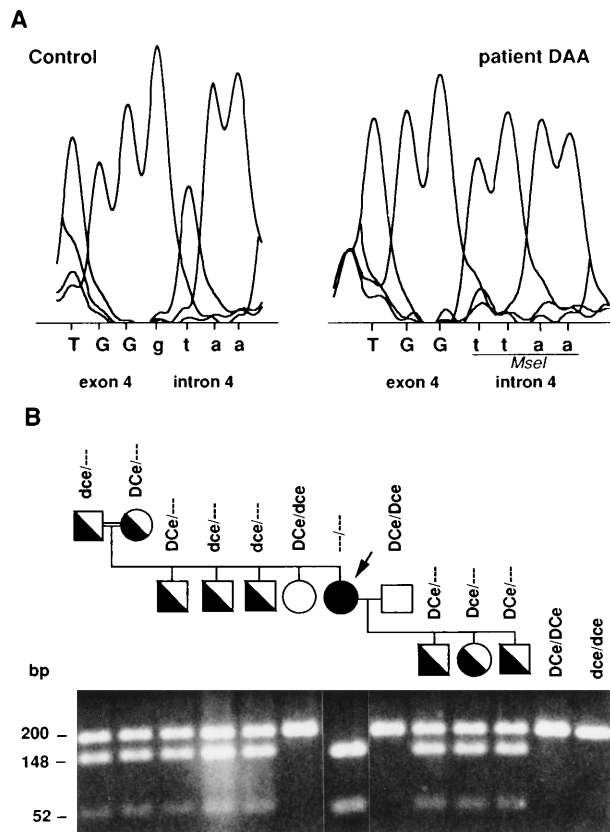 A
Control
patient DAA
T G G g t a a
T G G t t a a
MseI
exon 4 intron 4
exon 4 intron 4
B
dce/---
DCe/---
DCe/---
dce/---
dce/---
DCe/dce
---/---
DCe/Dce
DCe/---
DCe/---
DCe/---
DCe/DCe
dce/dce
bp
200
148
52